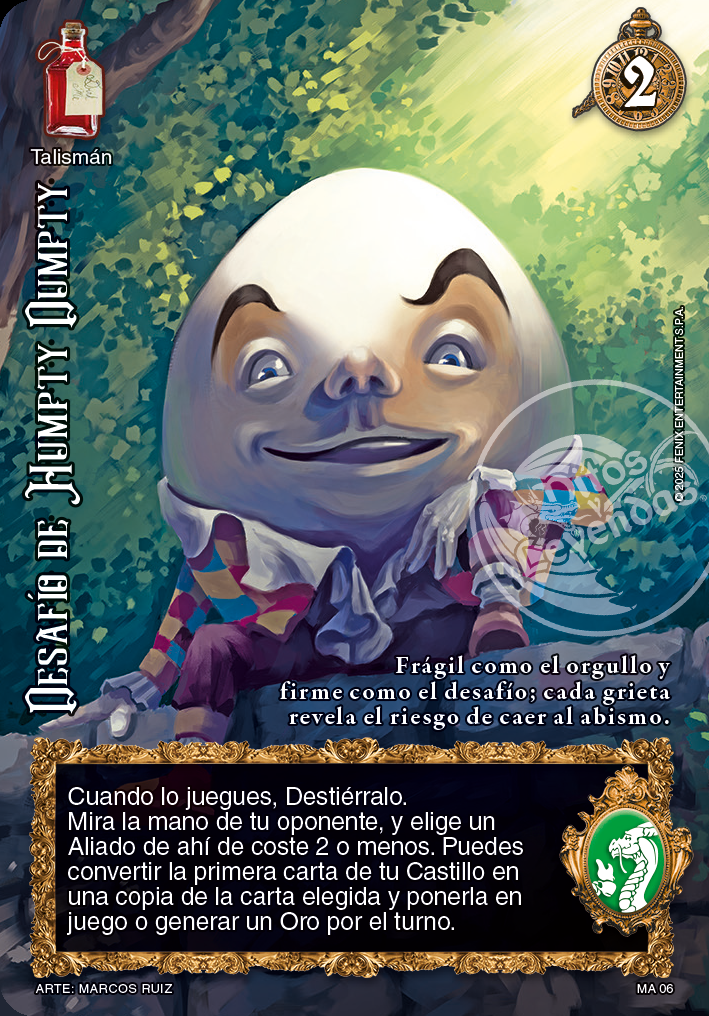 2
Talismán
Desafío de Humpty Dumpty
© 2025 FENIX ENTERTAINMENT S.P.A.
Mitos
Leyendas
Frágil como el orgullo y
firme como el desafío; cada grieta
revela el riesgo de caer al abismo.
Cuando lo juegues, Destiérralo.
Mira la mano de tu oponente, y elige un
Aliado de ahí de coste 2 o menos. Puedes
convertir la primera carta de tu Castillo en
una copia de la carta elegida y ponerla en
juego o generar un Oro por el turno.
ARTE: MARCOS RUIZ
MA 06